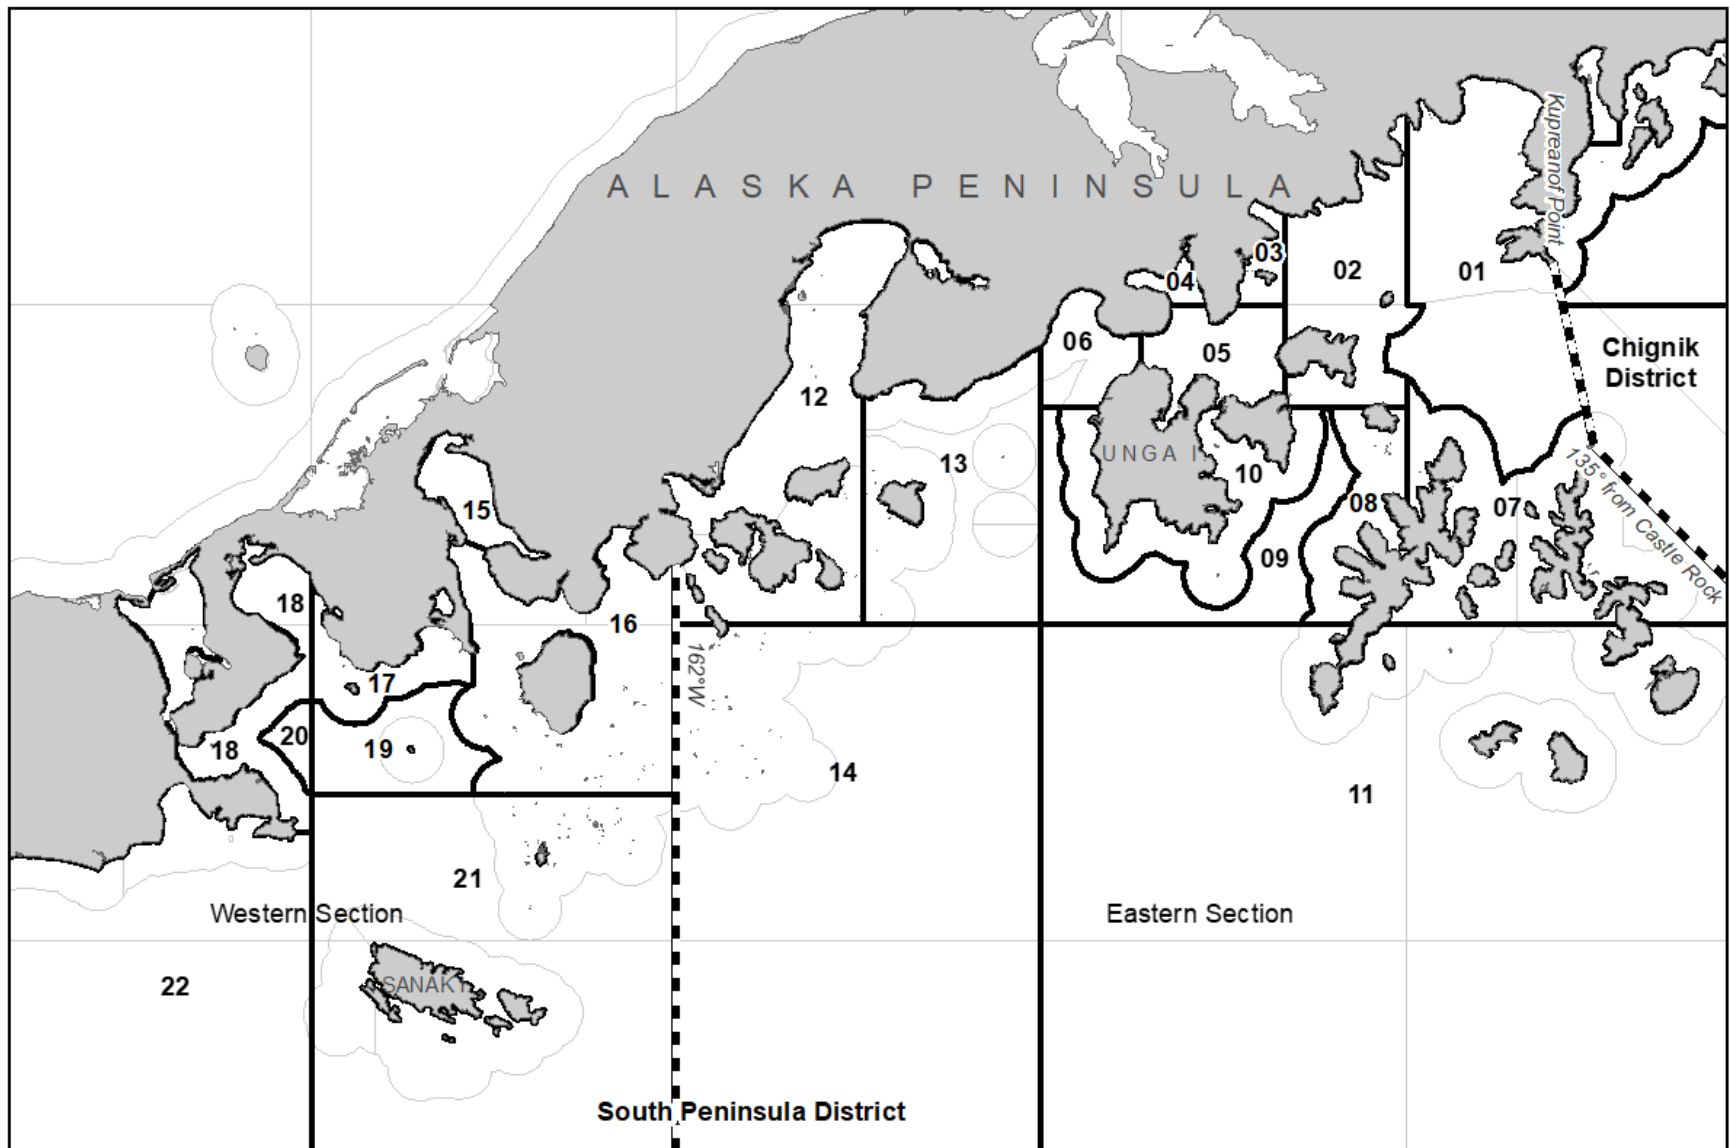 Kupreanof Point
ALASKA PENINSULA
03
02
01
04
06
05
Chignik
District
12
13
UNGA I
10
135° from Castle Rock
15
08
07
09
18
16
162°W
17
20
19
18
14
11
21
Western Section
Eastern Section
22
SANAK I
South Peninsula District